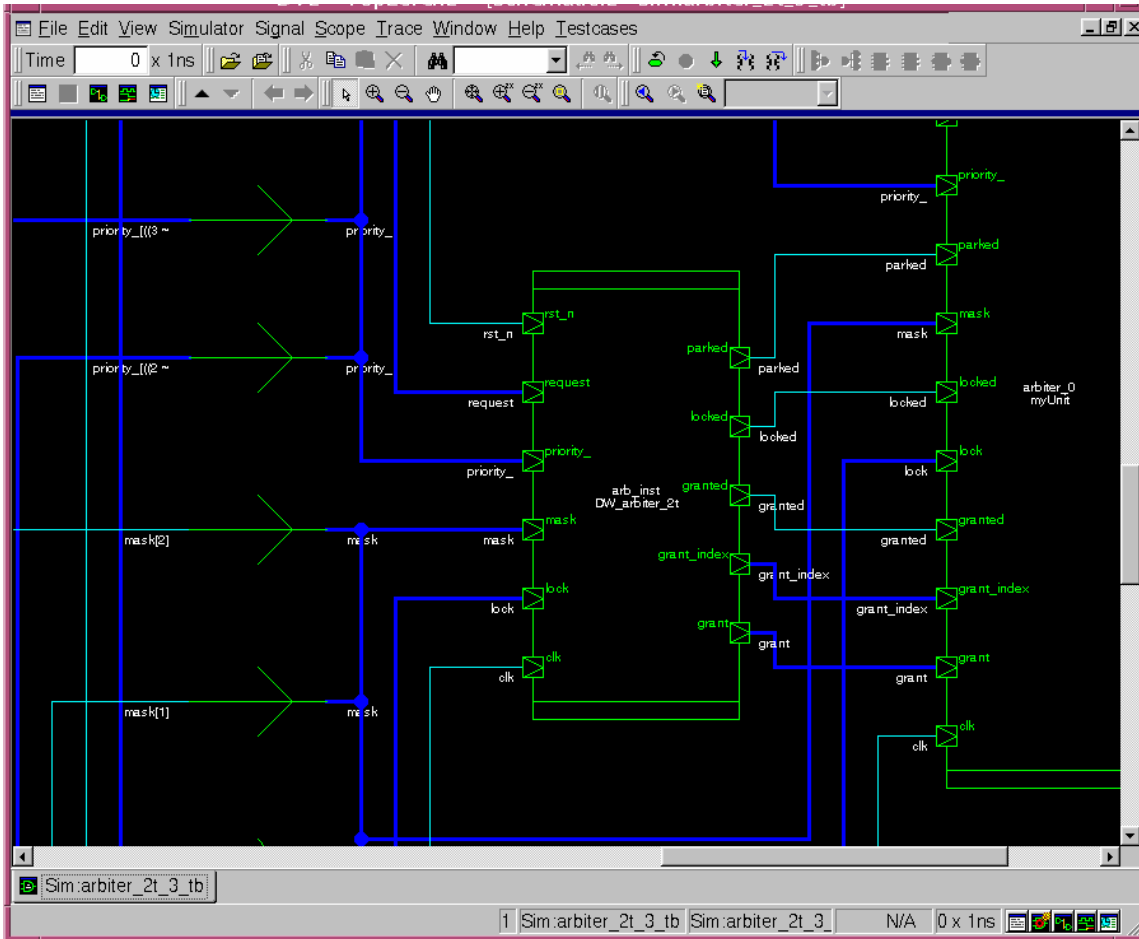 File Edit View Simulator Signal Scope Trace Window Help Testcases
Time 0 x 1ns
priority_
priority_
priority_[((3 ~
priority_
parked
parked
rst_n
rst_n
mask
mask
parked
parked
priority_[((2 ~
priority_
request
request
locked
locked
arbiter_0
myUnit
locked
locked
priority_
priority_
lock
lock
arb_inst
DW_arbiter_2t
granted
granted
mask[2]
mask
mask
mask
granted
granted
grant_index
grant_index
lock
lock
grant_index
grant_index
grant
grant
clk
clk
grant
grant
mask[1]
mask
clk
clk
Sim:arbiter_2t_3_tb
1 Sim:arbiter_2t_3_tb Sim:arbiter_2t_3_ N/A 0 x 1ns